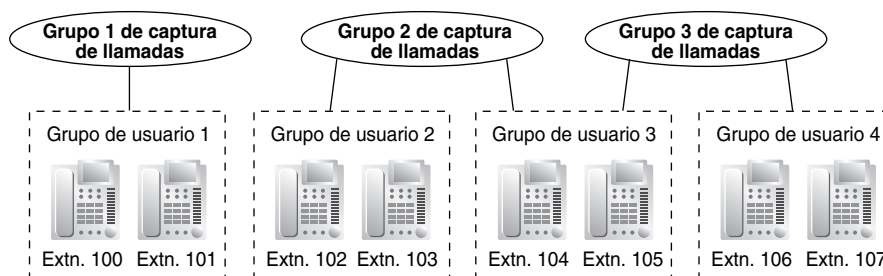 Grupo 1 de captura
de llamadas
Grupo 2 de captura
de llamadas
Grupo 3 de captura
de llamadas
Grupo de usuario 1
Grupo de usuario 2
Grupo de usuario 3
Grupo de usuario 4
Extn. 100 Extn. 101
Extn. 102 Extn. 103
Extn. 104 Extn. 105
Extn. 106 Extn. 107